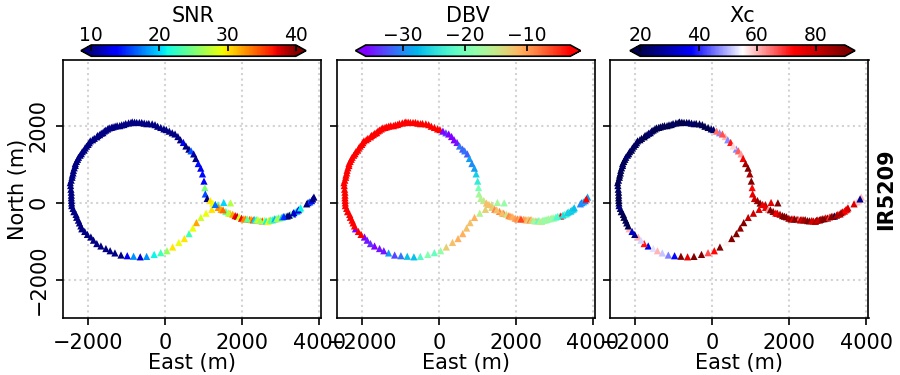 SNR DBV Xc
10 20 30 40 −30 −20 −10 20 40 60 80
2000
0
−2000
North (m)
IR5209
−2000 0 2000 4000 −2000 0 2000 4000 −2000 0 2000 4000
East (m) East (m) East (m)